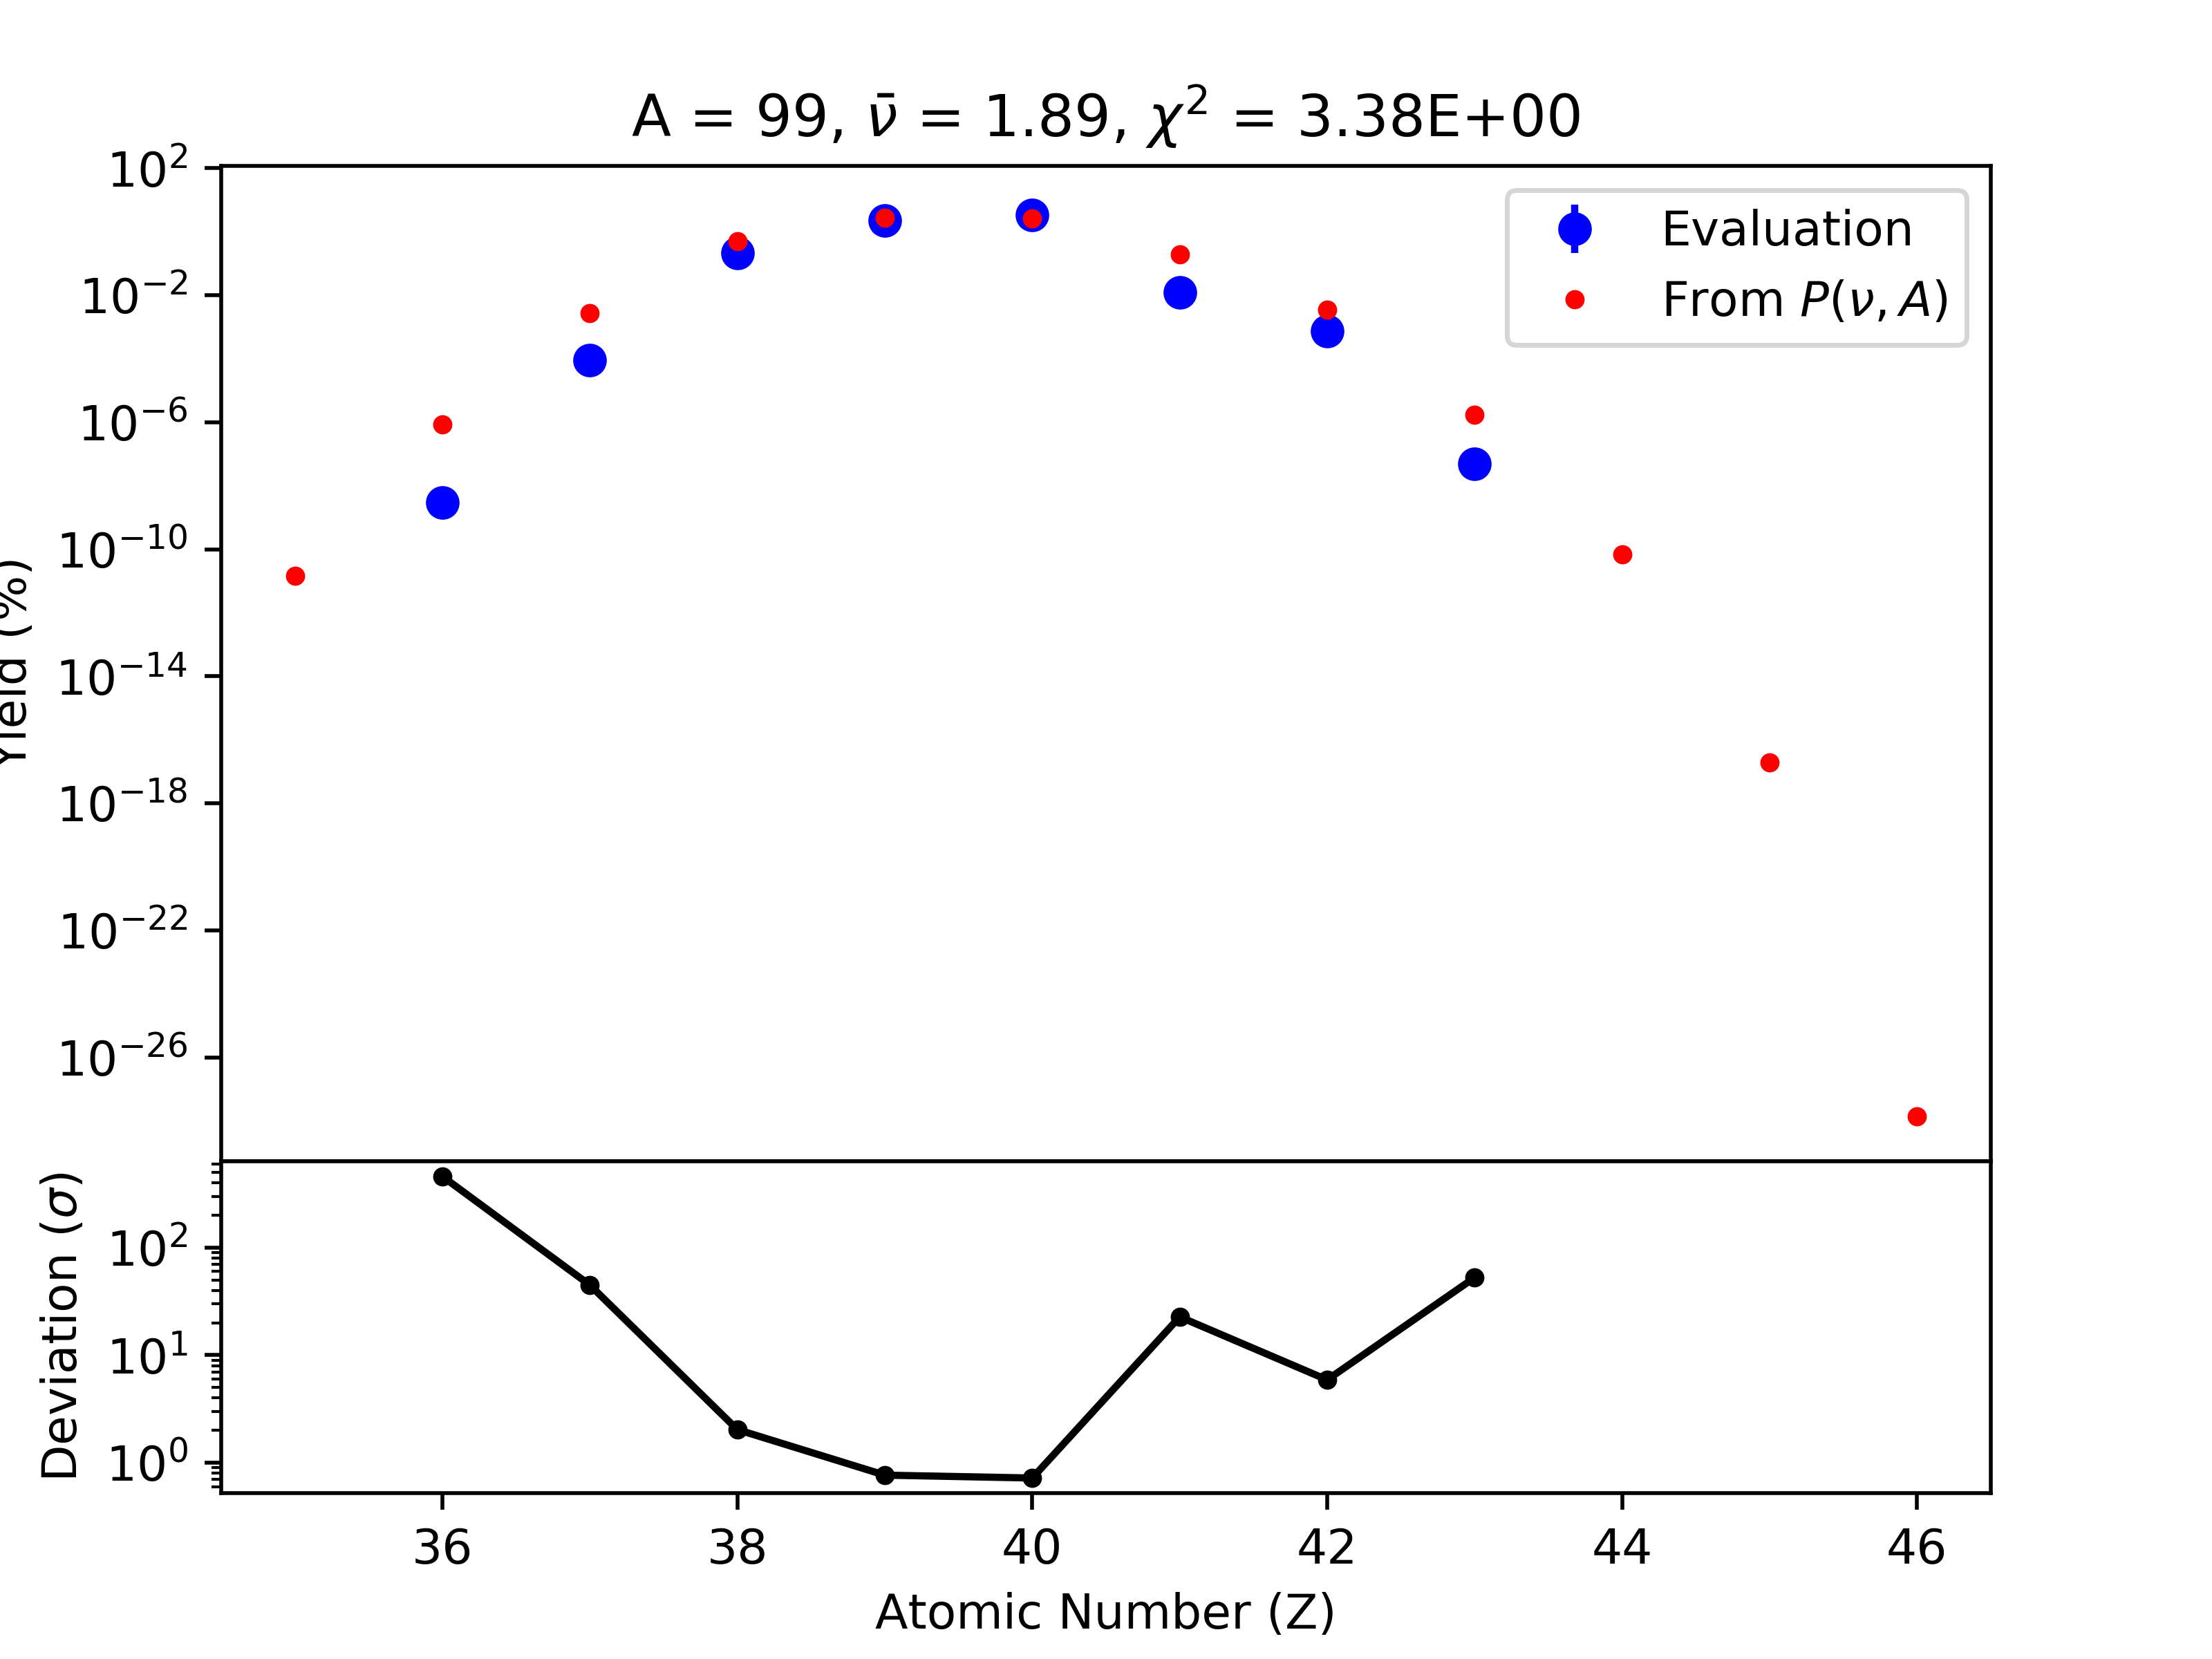 A = 99, ν̄ = 1.89, χ² = 3.38E+00
10²
10⁻²
10⁻⁶
10⁻¹⁰
10⁻¹⁴
10⁻¹⁸
10⁻²²
10⁻²⁶
Yield (%)
Evaluation
From P(ν, A)
10²
10¹
10⁰
Deviation (σ)
36 38 40 42 44 46
Atomic Number (Z)